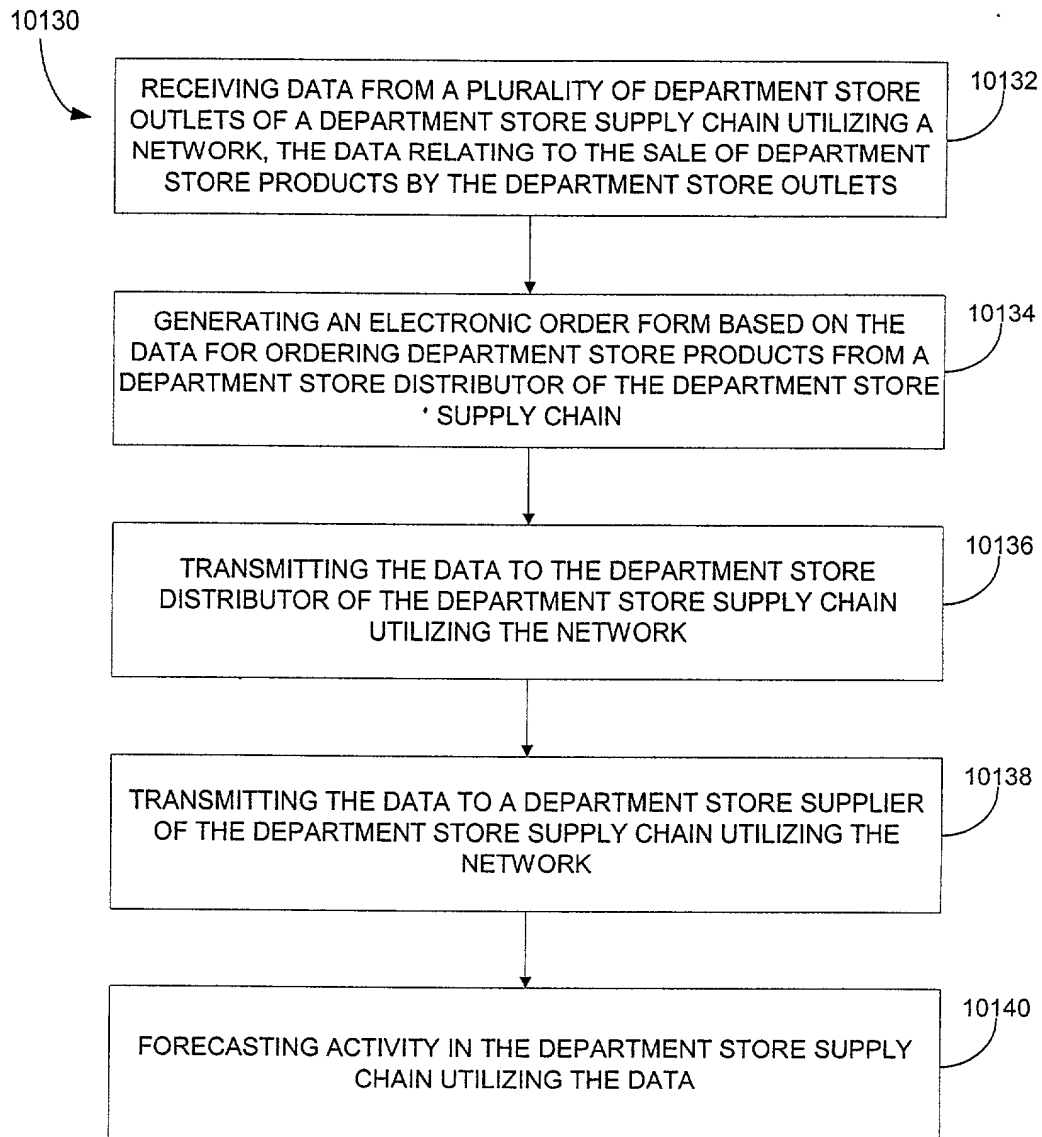 10130
RECEIVING DATA FROM A PLURALITY OF DEPARTMENT STORE
OUTLETS OF A DEPARTMENT STORE SUPPLY CHAIN UTILIZING A
NETWORK, THE DATA RELATING TO THE SALE OF DEPARTMENT
STORE PRODUCTS BY THE DEPARTMENT STORE OUTLETS
10132
GENERATING AN ELECTRONIC ORDER FORM BASED ON THE
DATA FOR ORDERING DEPARTMENT STORE PRODUCTS FROM A
DEPARTMENT STORE DISTRIBUTOR OF THE DEPARTMENT STORE
SUPPLY CHAIN
10134
TRANSMITTING THE DATA TO THE DEPARTMENT STORE
DISTRIBUTOR OF THE DEPARTMENT STORE SUPPLY CHAIN
UTILIZING THE NETWORK
10136
TRANSMITTING THE DATA TO A DEPARTMENT STORE SUPPLIER
OF THE DEPARTMENT STORE SUPPLY CHAIN UTILIZING THE
NETWORK
10138
FORECASTING ACTIVITY IN THE DEPARTMENT STORE SUPPLY
CHAIN UTILIZING THE DATA
10140